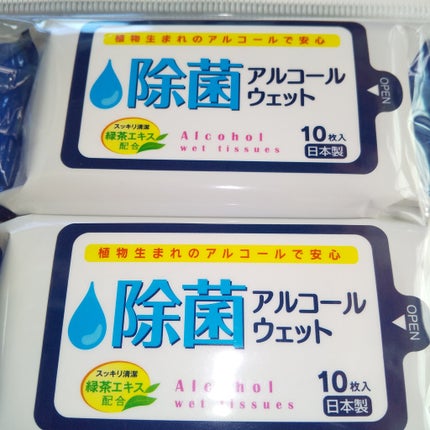 植物生まれのアルコールで安心
除菌
アルコール
ウェット
OPEN
スッキリ清潔
緑茶エキス
配合
Alcohol
wet tissues
10枚入
日本製
植物生まれのアルコールで安心
除菌
アルコール
ウェット
OPEN
スッキリ清潔
緑茶エキス
配合
Alcohol
wet tissues
10枚入
日本製